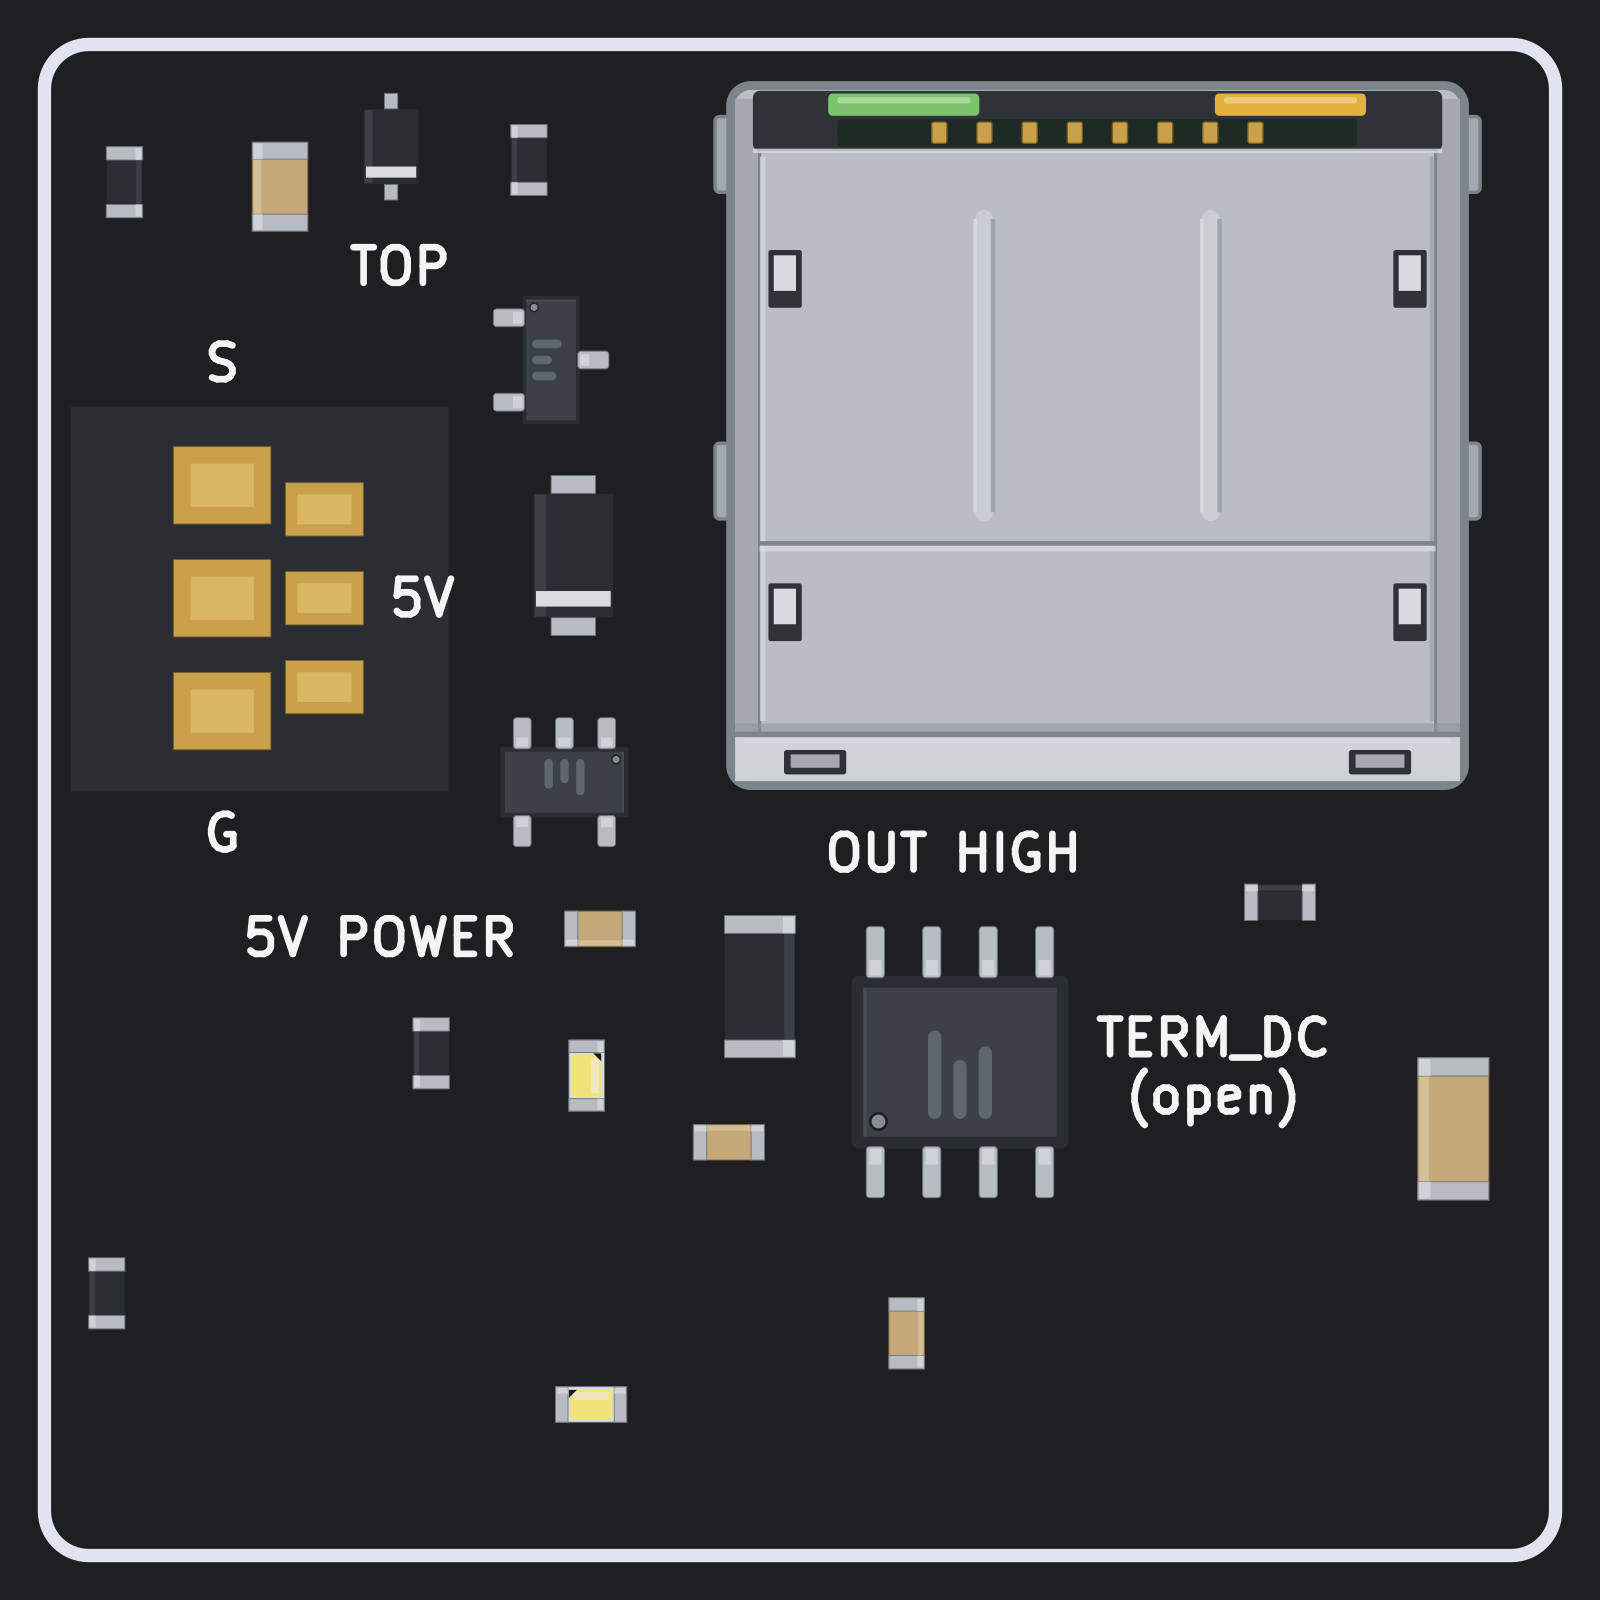 TOP
S
5V
G
OUT HIGH
5V POWER
TERM_DC
(open)